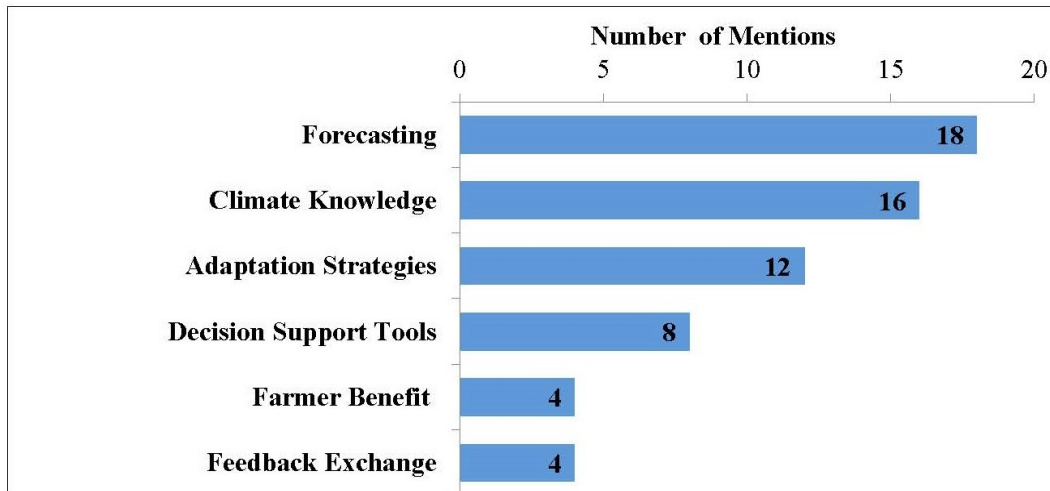 Number of Mentions
0 5 10 15 20
Forecasting 18
Climate Knowledge 16
Adaptation Strategies 12
Decision Support Tools 8
Farmer Benefit 4
Feedback Exchange 4